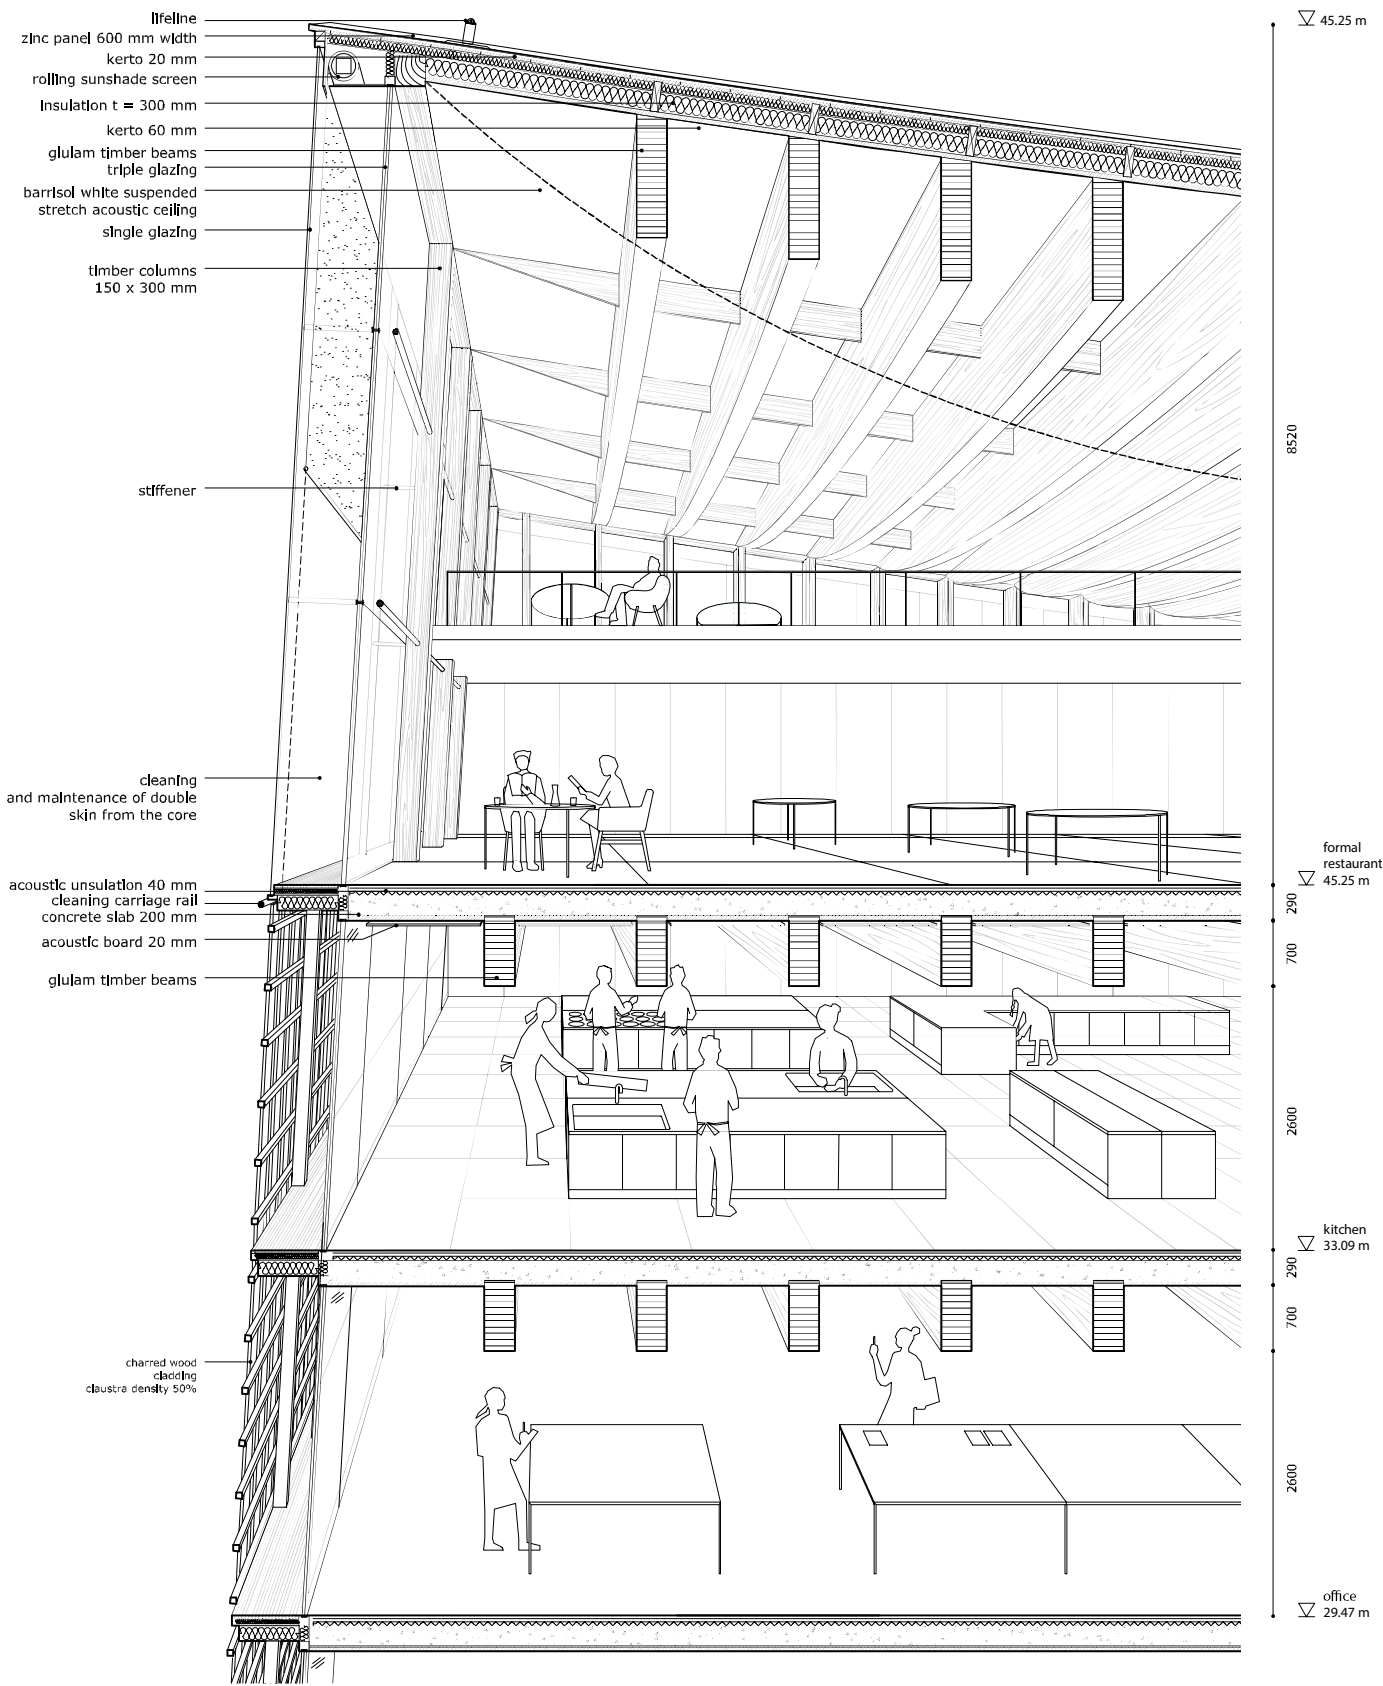 lifeline
zinc panel 600 mm width
kerto 20 mm
rolling sunshade screen
insulation t = 300 mm
kerto 60 mm
glulam timber beams
triple glazing
barrisol white suspended
stretch acoustic ceiling
single glazing
timber columns
150 x 300 mm
stiffener
cleaning
and maintenance of double
skin from the core
acoustic unsulation 40 mm
cleaning carriage rail
concrete slab 200 mm
acoustic board 20 mm
glulam timber beams
charred wood
cladding
claustra density 50%
45.25 m
8520
formal
restaurant
45.25 m
290
700
2600
kitchen
33.09 m
290
700
2600
office
29.47 m